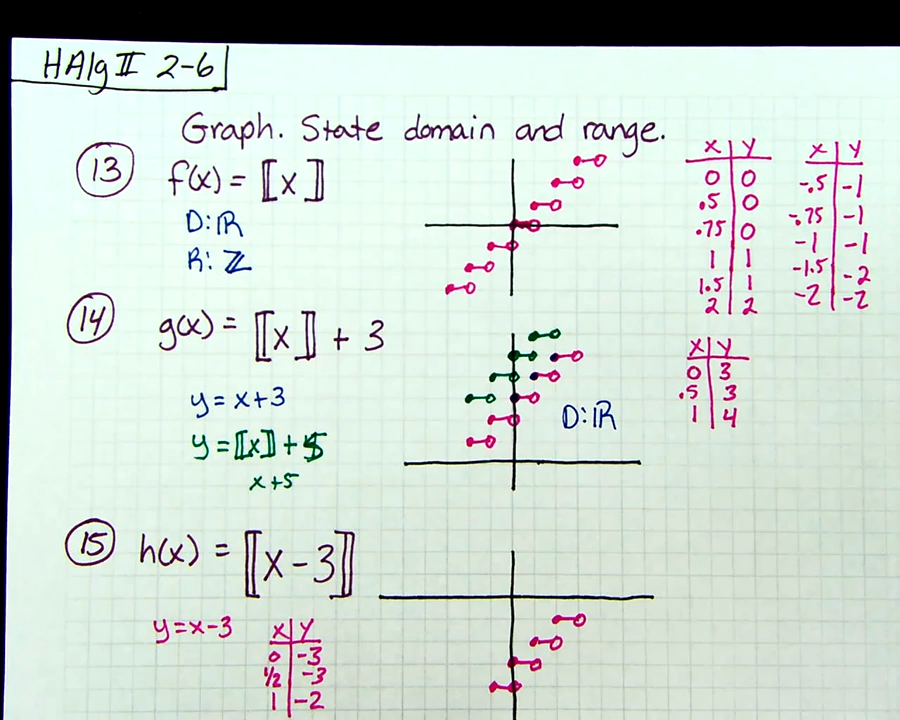 HAlg II 2-6
Graph. State domain and range.
13 f(x) = ⟦x⟧
D: ℝ
R: ℤ
x | y
0 | 0
.5 | 0
.75 | 0
1 | 1
1.5 | 1
2 | 2
x | y
-.5 | -1
-.75 | -1
-1 | -1
-1.5 | -2
-2 | -2
14 g(x) = ⟦x⟧ + 3
y = x+3
y = ⟦x⟧ + 5
x+5
D: ℝ
x | y
0 | 3
.5 | 3
1 | 4
15 h(x) = ⟦x-3⟧
y = x-3
x | y
0 | -3
1/2 | -3
1 | -2